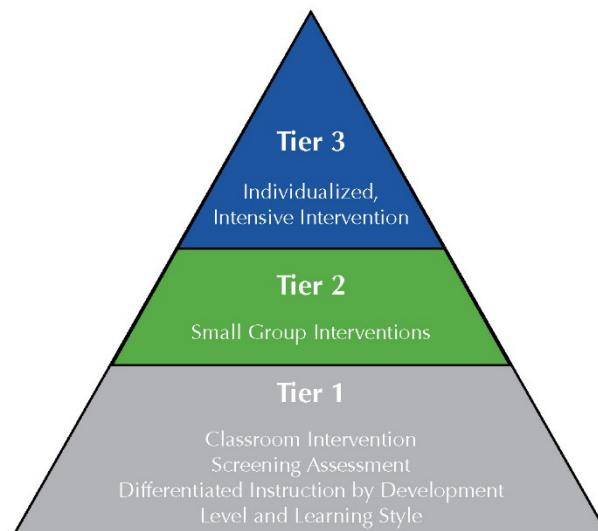 Tier 3
Individualized,
Intensive Intervention
Tier 2
Small Group Interventions
Tier 1
Classroom Intervention
Screening Assessment
Differentiated Instruction by Development
Level and Learning Style